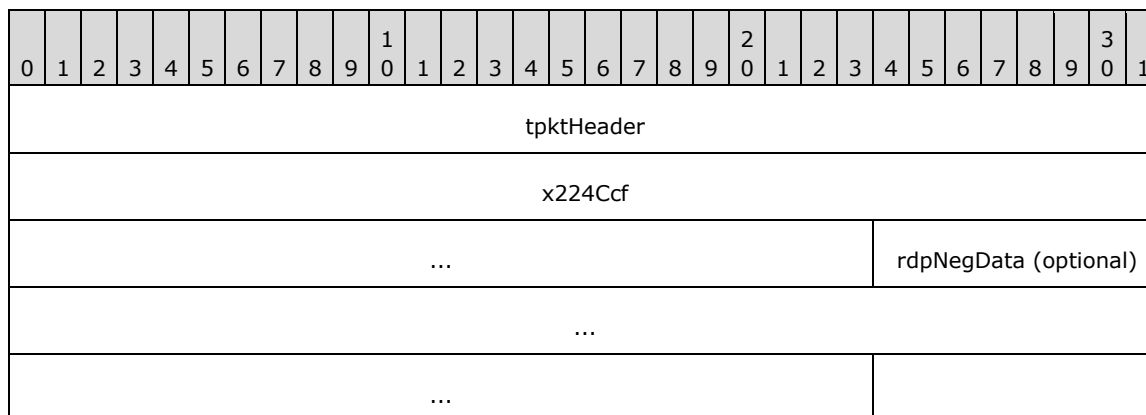 1 2 3
0 1 2 3 4 5 6 7 8 9 0 1 2 3 4 5 6 7 8 9 0 1 2 3 4 5 6 7 8 9 0 1
tpktHeader
x224Ccf
... rdpNegData (optional)
...
...